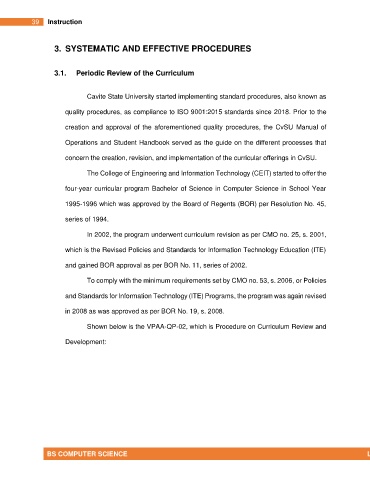 39 Instruction
3. SYSTEMATIC AND EFFECTIVE PROCEDURES
3.1. Periodic Review of the Curriculum
Cavite State University started implementing standard procedures, also known as
quality procedures, as compliance to ISO 9001:2015 standards since 2018. Prior to the
creation and approval of the aforementioned quality procedures, the CvSU Manual of
Operations and Student Handbook served as the guide on the different processes that
concern the creation, revision, and implementation of the curricular offerings in CvSU.
The College of Engineering and Information Technology (CEIT) started to offer the
four-year curricular program Bachelor of Science in Computer Science in School Year
1995-1996 which was approved by the Board of Regents (BOR) per Resolution No. 45,
series of 1994.
In 2002, the program underwent curriculum revision as per CMO no. 25, s. 2001,
which is the Revised Policies and Standards for Information Technology Education (ITE)
and gained BOR approval as per BOR No. 11, series of 2002.
To comply with the minimum requirements set by CMO no. 53, s. 2006, or Policies
and Standards for Information Technology (ITE) Programs, the program was again revised
in 2008 as was approved as per BOR No. 19, s. 2008.
Shown below is the VPAA-QP-02, which is Procedure on Curriculum Review and
Development:
BS COMPUTER SCIENCE